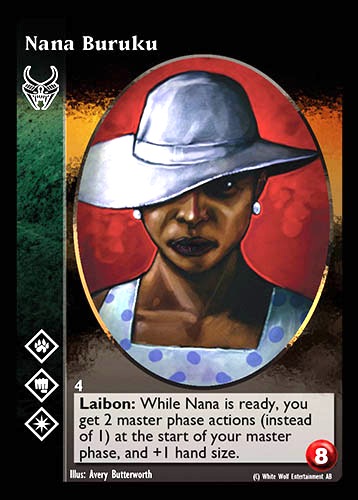 Nana Buruku
4
Laibon: While Nana is ready, you
get 2 master phase actions (instead
of 1) at the start of your master
phase, and +1 hand size.
8
Illus: Avery Butterworth
(C) White Wolf Entertainment AB